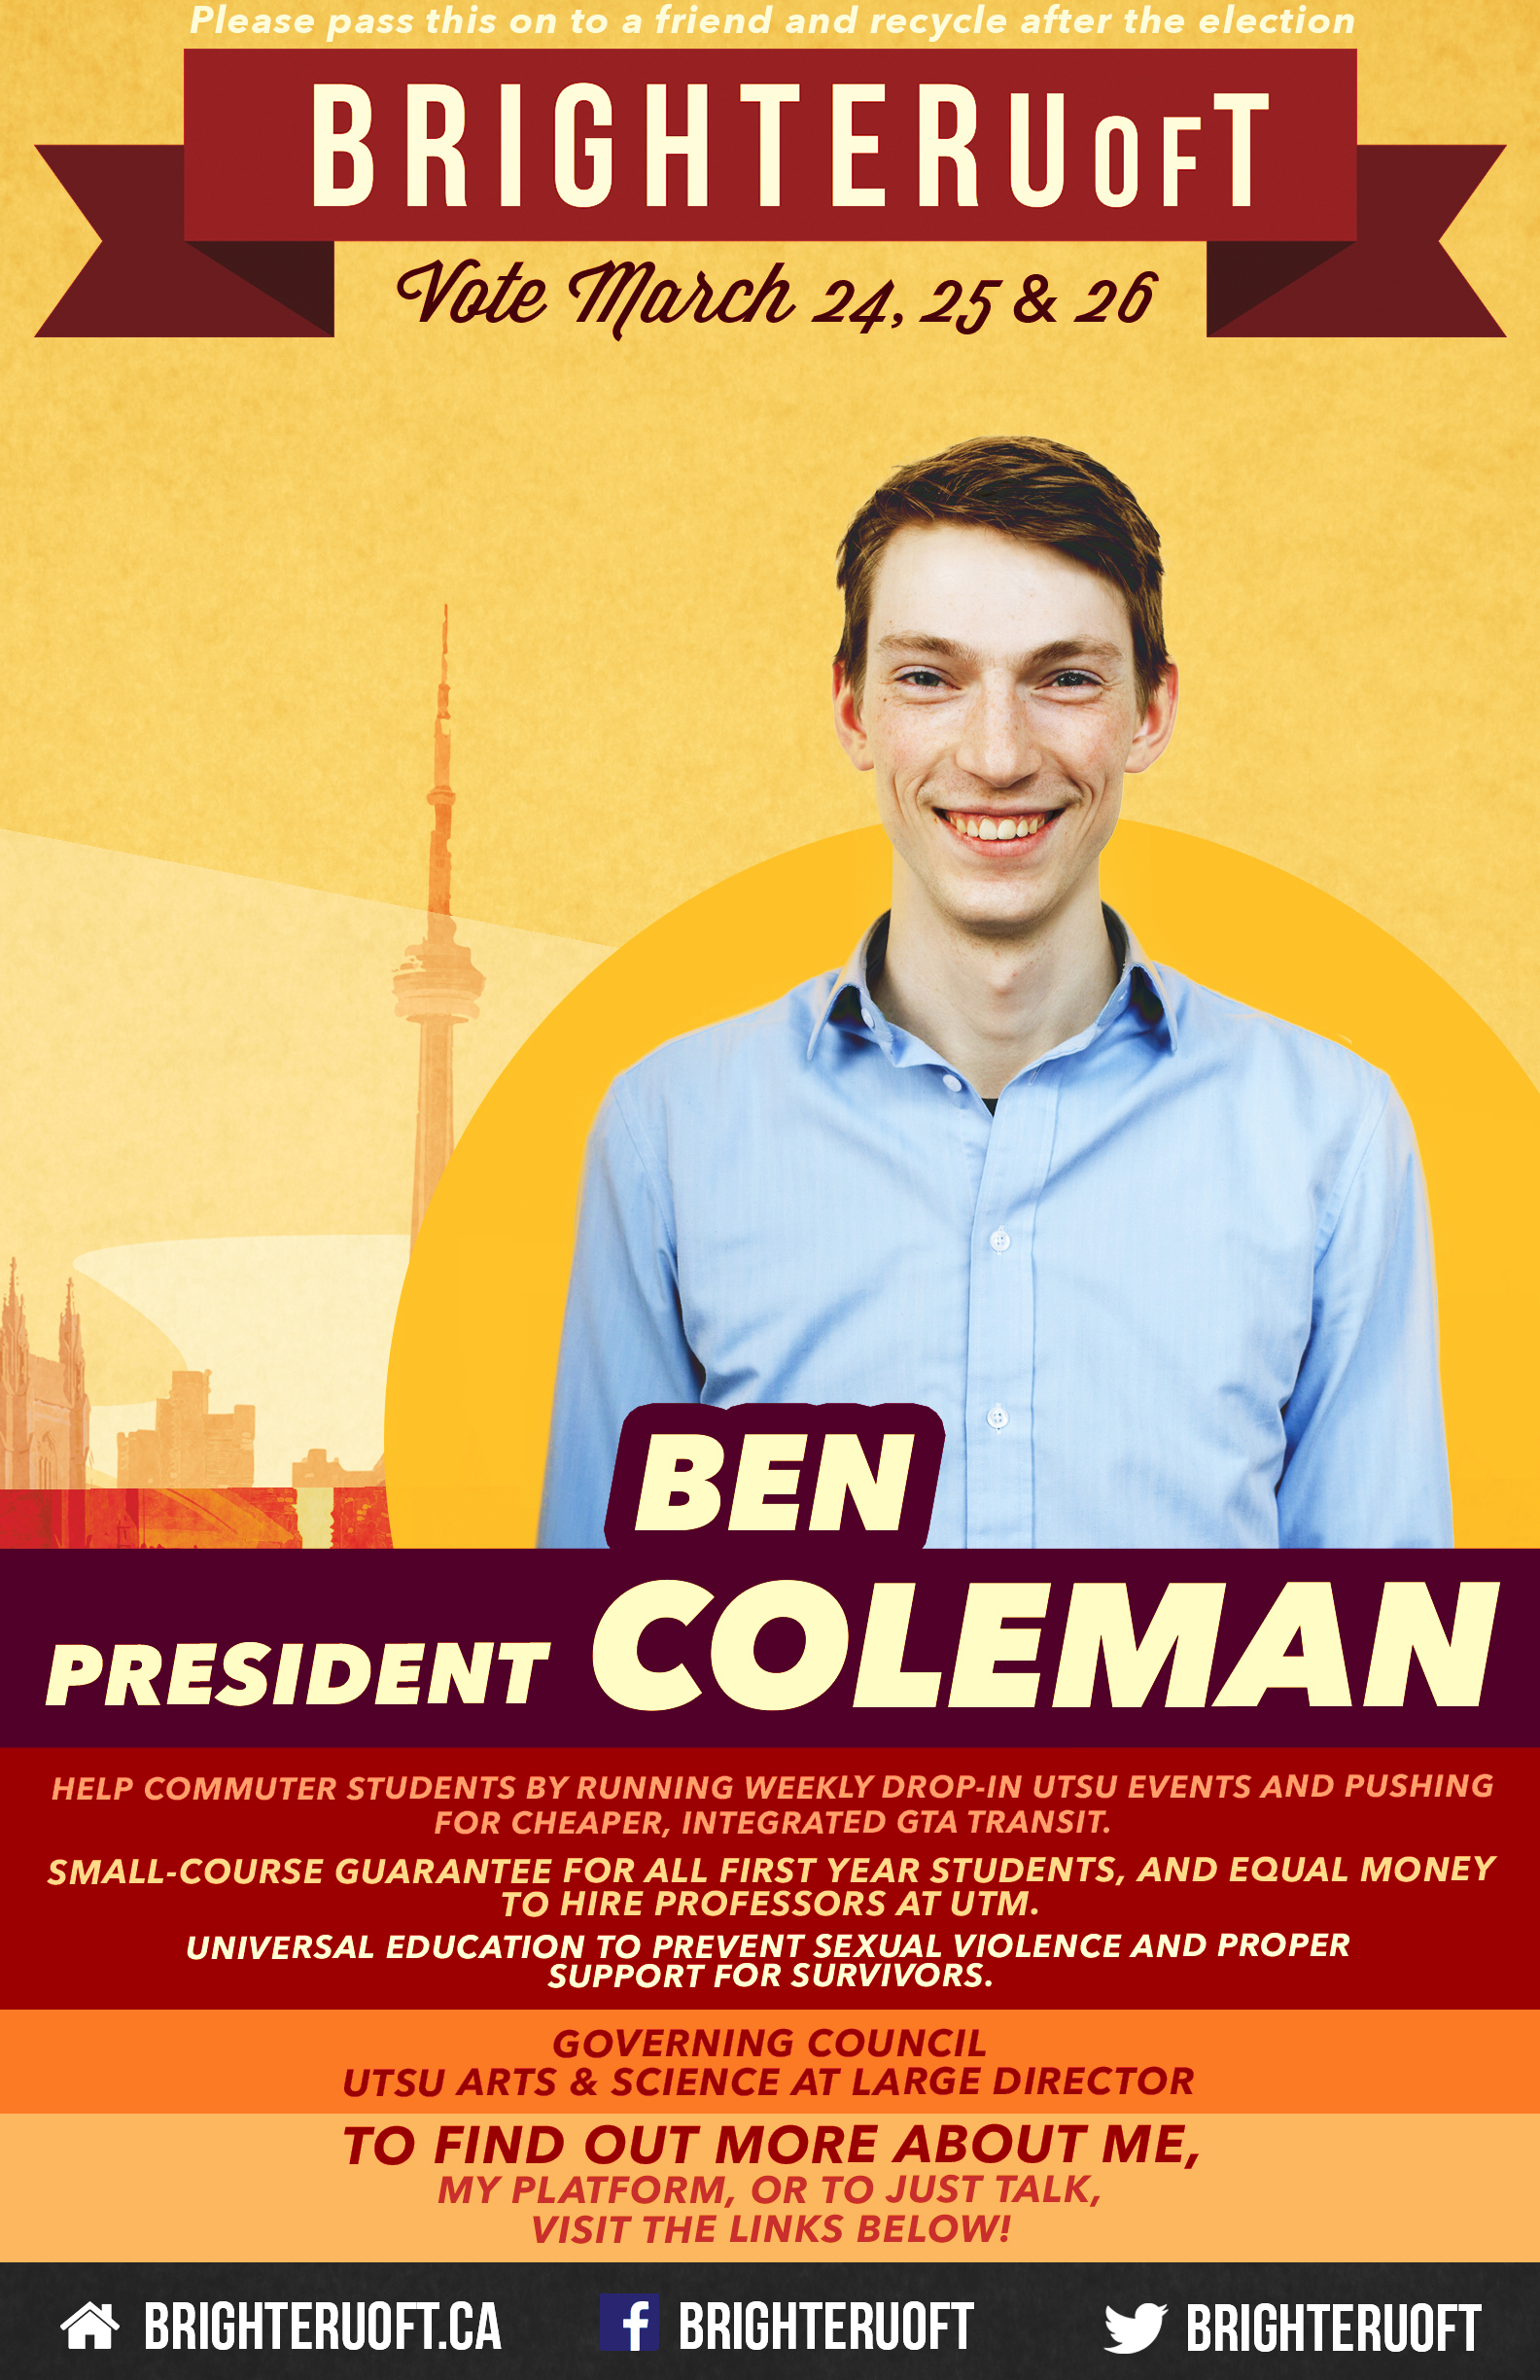 Please pass this on to a friend and recycle after the election
BRIGHTERUOFT
Vote March 24, 25 & 26
BEN
PRESIDENT COLEMAN
HELP COMMUTER STUDENTS BY RUNNING WEEKLY DROP-IN UTSU EVENTS AND PUSHING
FOR CHEAPER, INTEGRATED GTA TRANSIT.
SMALL-COURSE GUARANTEE FOR ALL FIRST YEAR STUDENTS, AND EQUAL MONEY
TO HIRE PROFESSORS AT UTM.
UNIVERSAL EDUCATION TO PREVENT SEXUAL VIOLENCE AND PROPER
SUPPORT FOR SURVIVORS.
GOVERNING COUNCIL
UTSU ARTS & SCIENCE AT LARGE DIRECTOR
TO FIND OUT MORE ABOUT ME,
MY PLATFORM, OR TO JUST TALK,
VISIT THE LINKS BELOW!
BRIGHTERUOFT.CA f BRIGHTERUOFT BRIGHTERUOFT